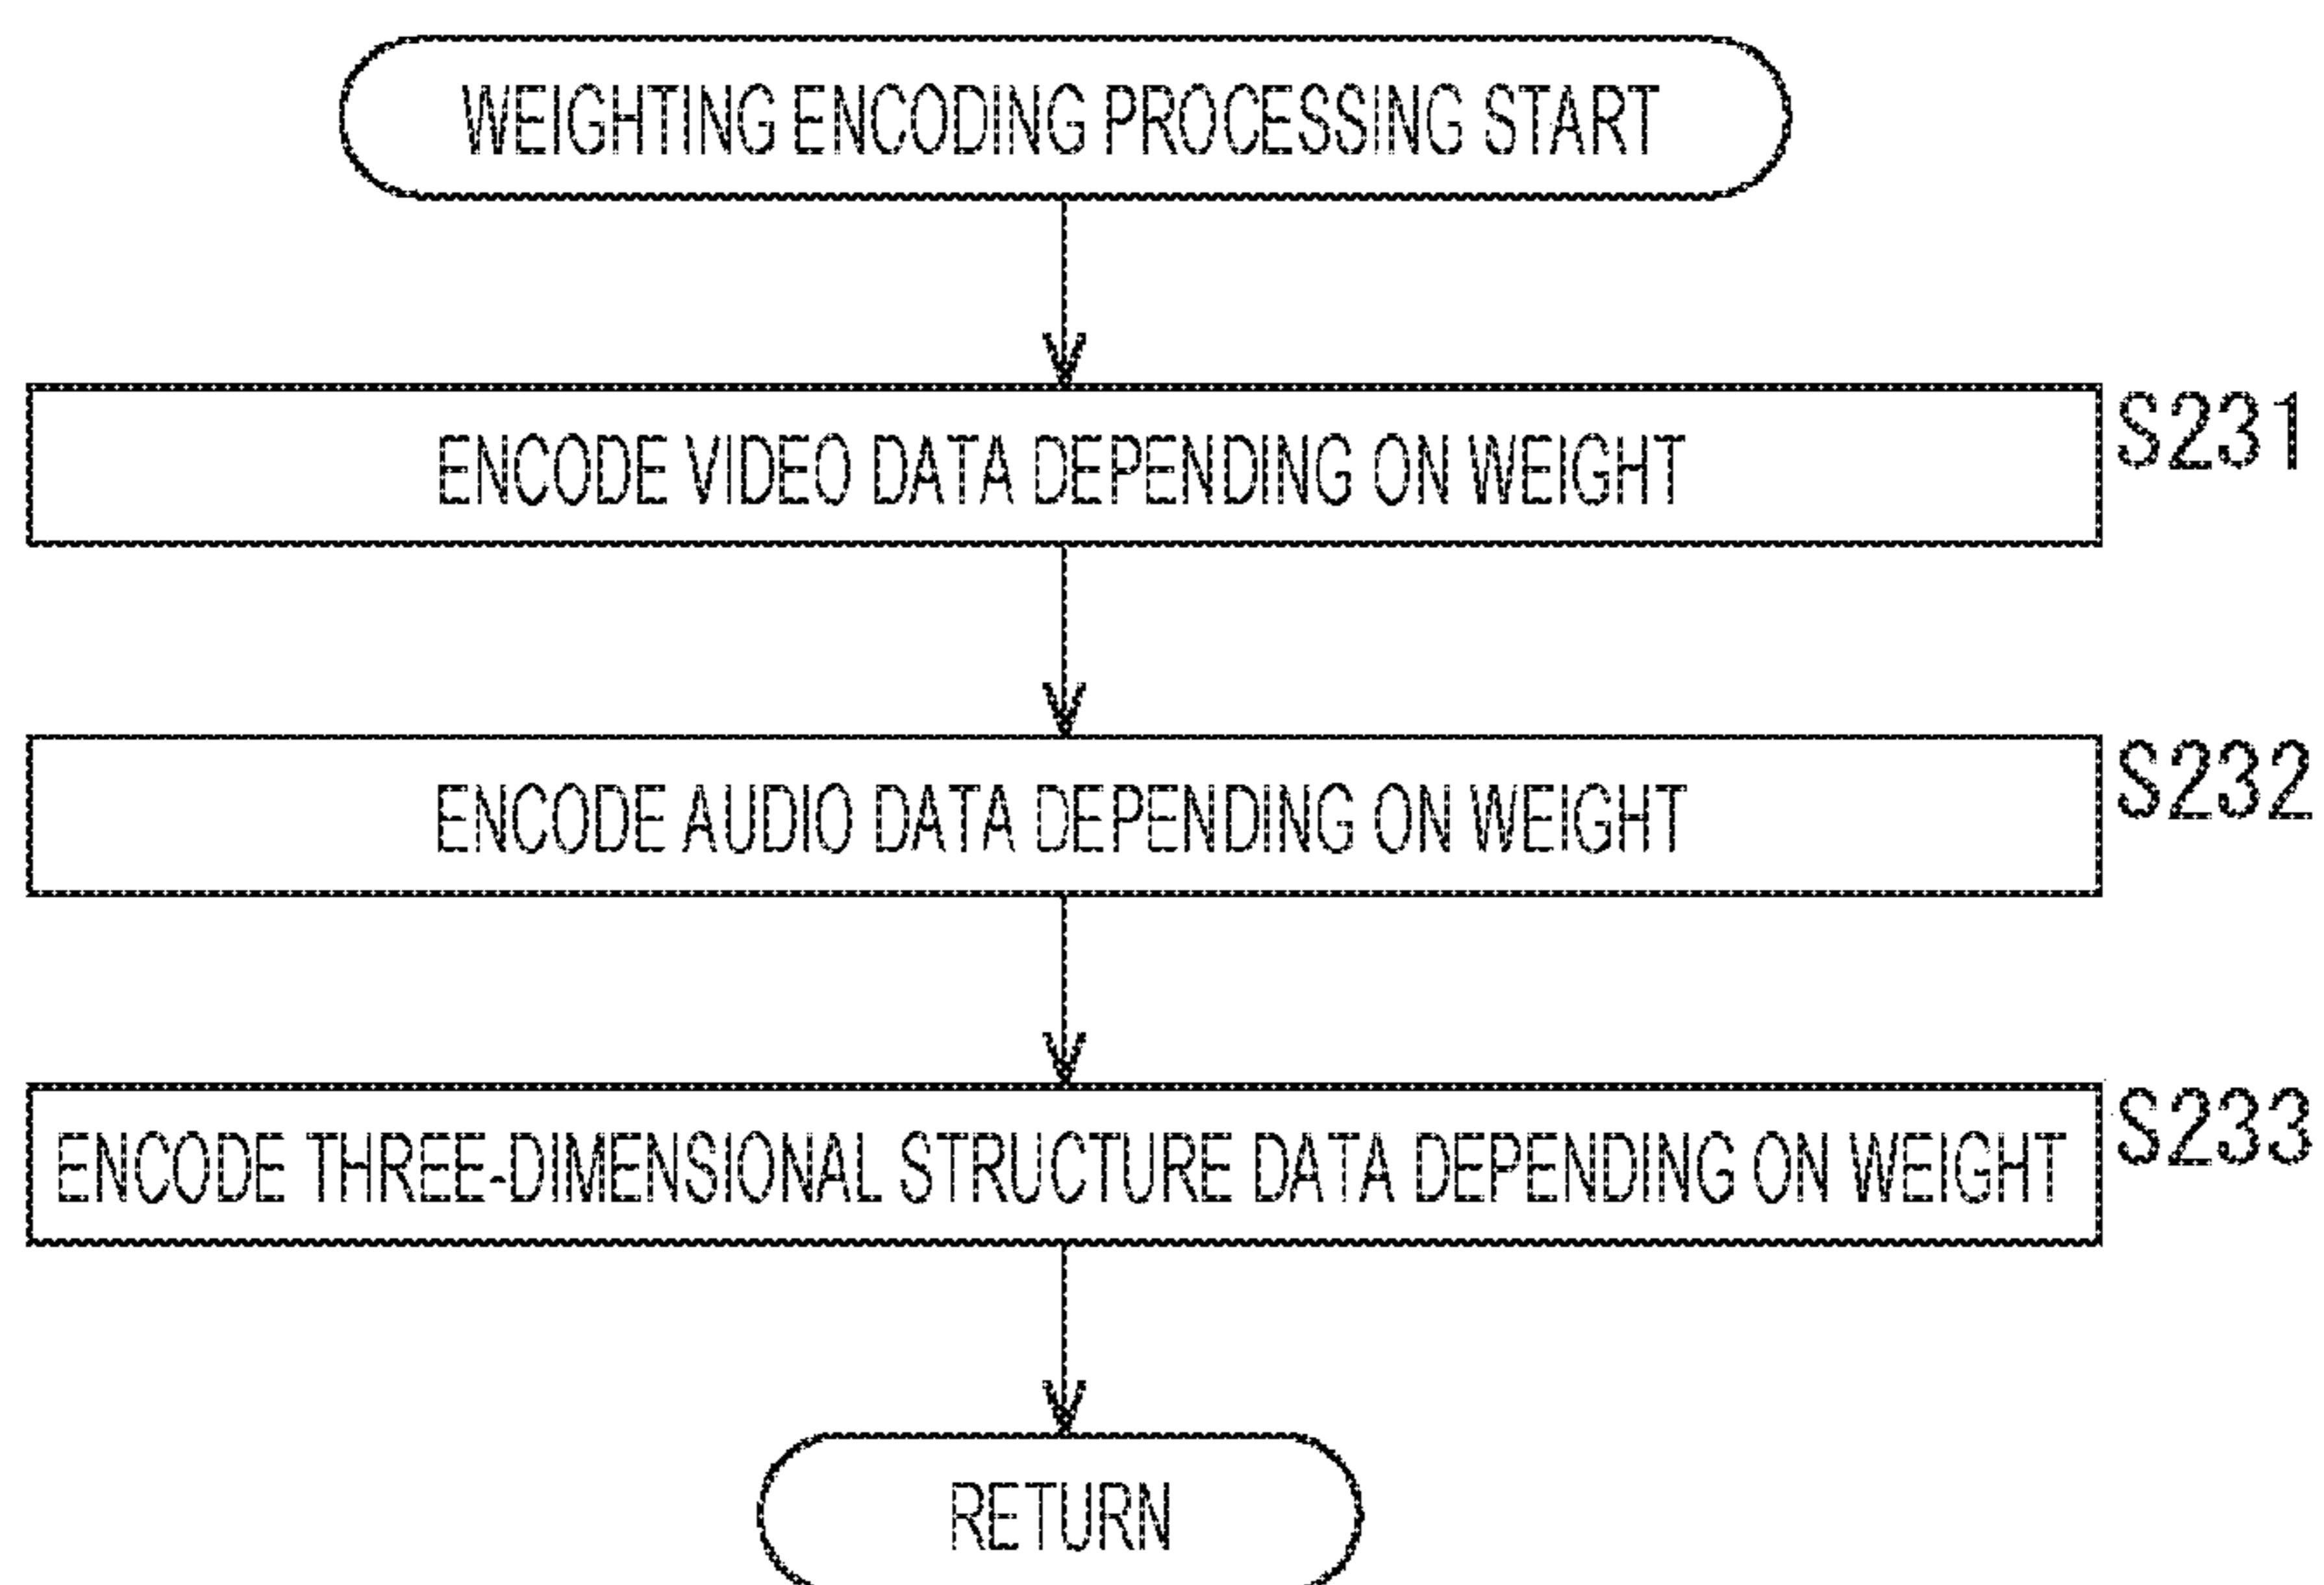 WEIGHTING ENCODING PROCESSING START
ENCODE VIDEO DATA DEPENDING ON WEIGHT S231
ENCODE AUDIO DATA DEPENDING ON WEIGHT S232
ENCODE THREE-DIMENSIONAL STRUCTURE DATA DEPENDING ON WEIGHT S233
RETURN